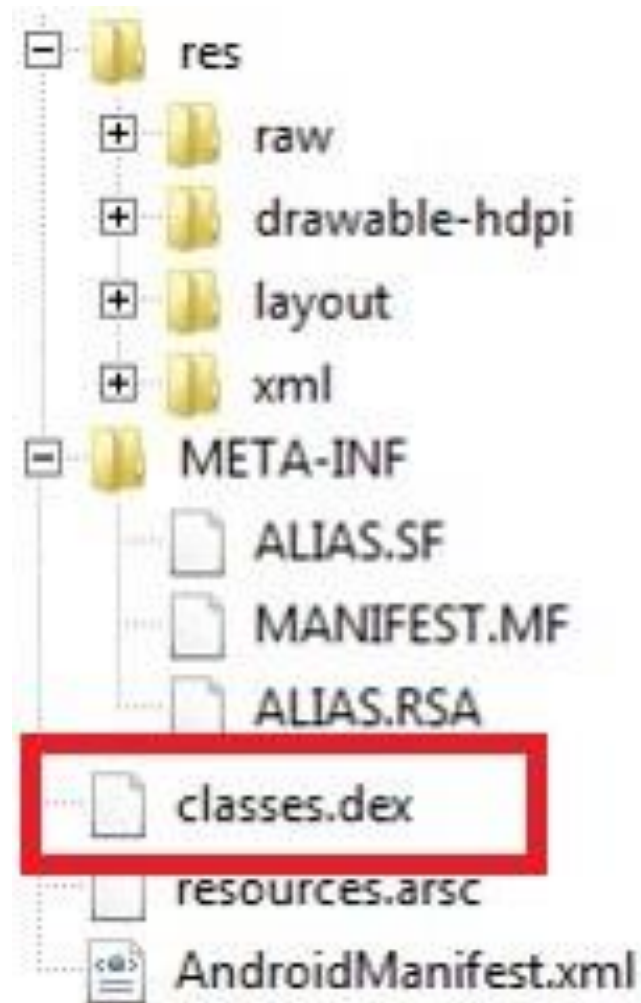 res
raw
drawable-hdpi
layout
xml
META-INF
ALIAS.SF
MANIFEST.MF
ALIAS.RSA
classes.dex
resources.arsc
AndroidManifest.xml